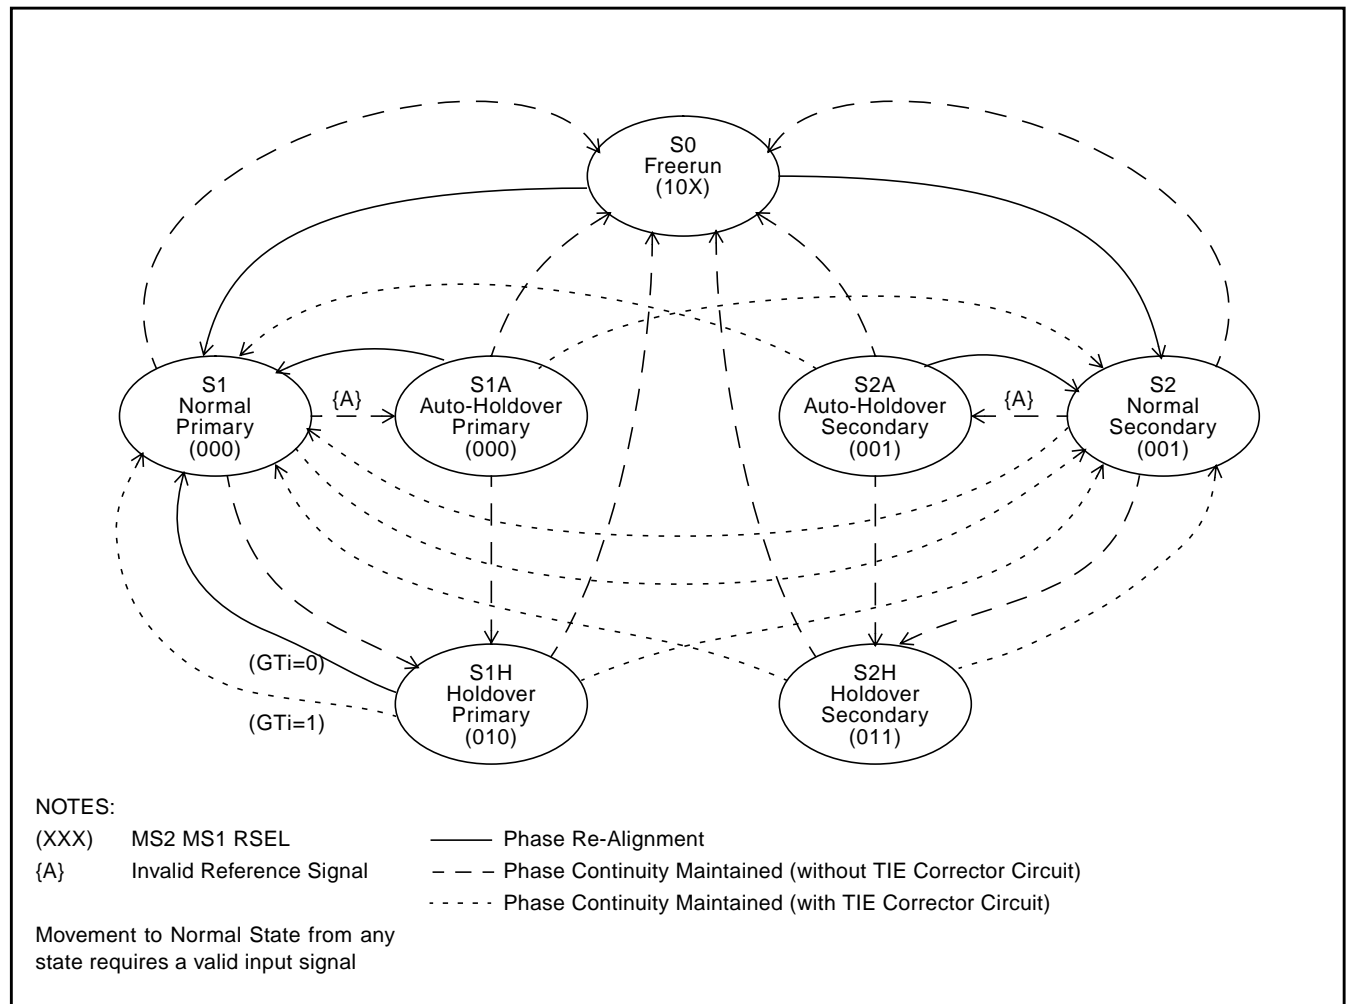 S0
Freerun
(10X)
S1
Normal
Primary
(000)
{A}
S1A
Auto-Holdover
Primary
(000)
S2A
Auto-Holdover
Secondary
(001)
{A}
S2
Normal
Secondary
(001)
(GTi=0)
(GTi=1)
S1H
Holdover
Primary
(010)
S2H
Holdover
Secondary
(011)
NOTES:
(XXX) MS2 MS1 RSEL
{A} Invalid Reference Signal
Phase Re-Alignment
Phase Continuity Maintained (without TIE Corrector Circuit)
Phase Continuity Maintained (with TIE Corrector Circuit)
Movement to Normal State from any
state requires a valid input signal